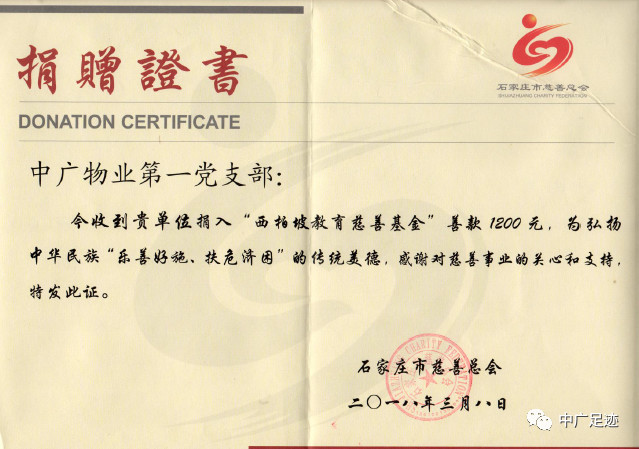 捐贈證書
DONATION CERTIFICATE
石家庄市慈善总会
SHIJIAZHUANG CHARITY FEDERATION
中广物业第一党支部：
今收到贵单位捐入“西柏坡教育慈善基金”善款1200元，为弘扬
中华民族“乐善好施、扶危济困”的传统美德，感谢对慈善事业的关心和支持，
特发此证。
石家庄市慈善总会
二〇一八年三月八日
CHARITY FEDERATION
中广足迹